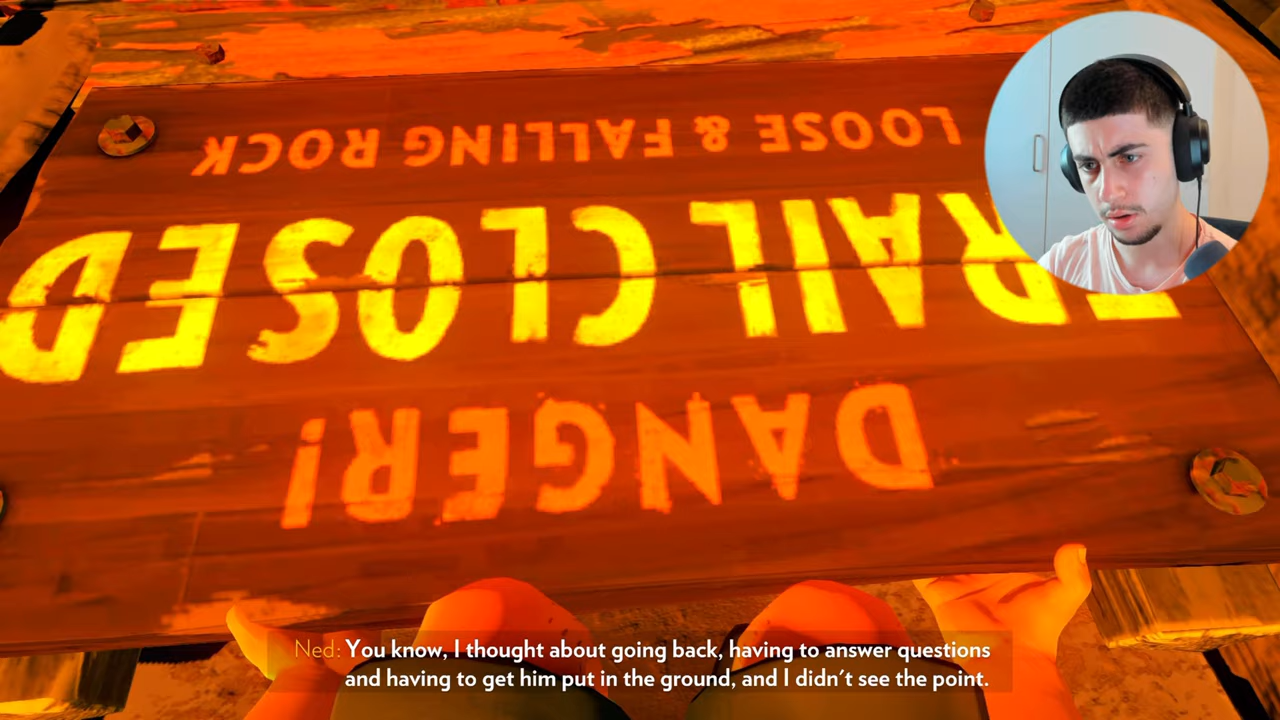 DANGER!
TRAIL CLOSED
LOOSE & FALLING ROCK
Ned: You know, I thought about going back, having to answer questions
and having to get him put in the ground, and I didn't see the point.